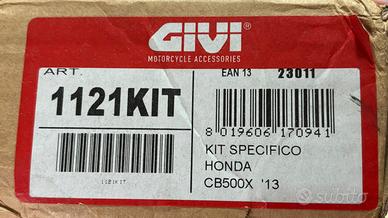 GIVI
MOTORCYCLE ACCESSORIES
ART.
EAN 13 23011
1121KIT
8 019606 170941
1121KIT
KIT SPECIFICO
HONDA
CB500X '13
subito